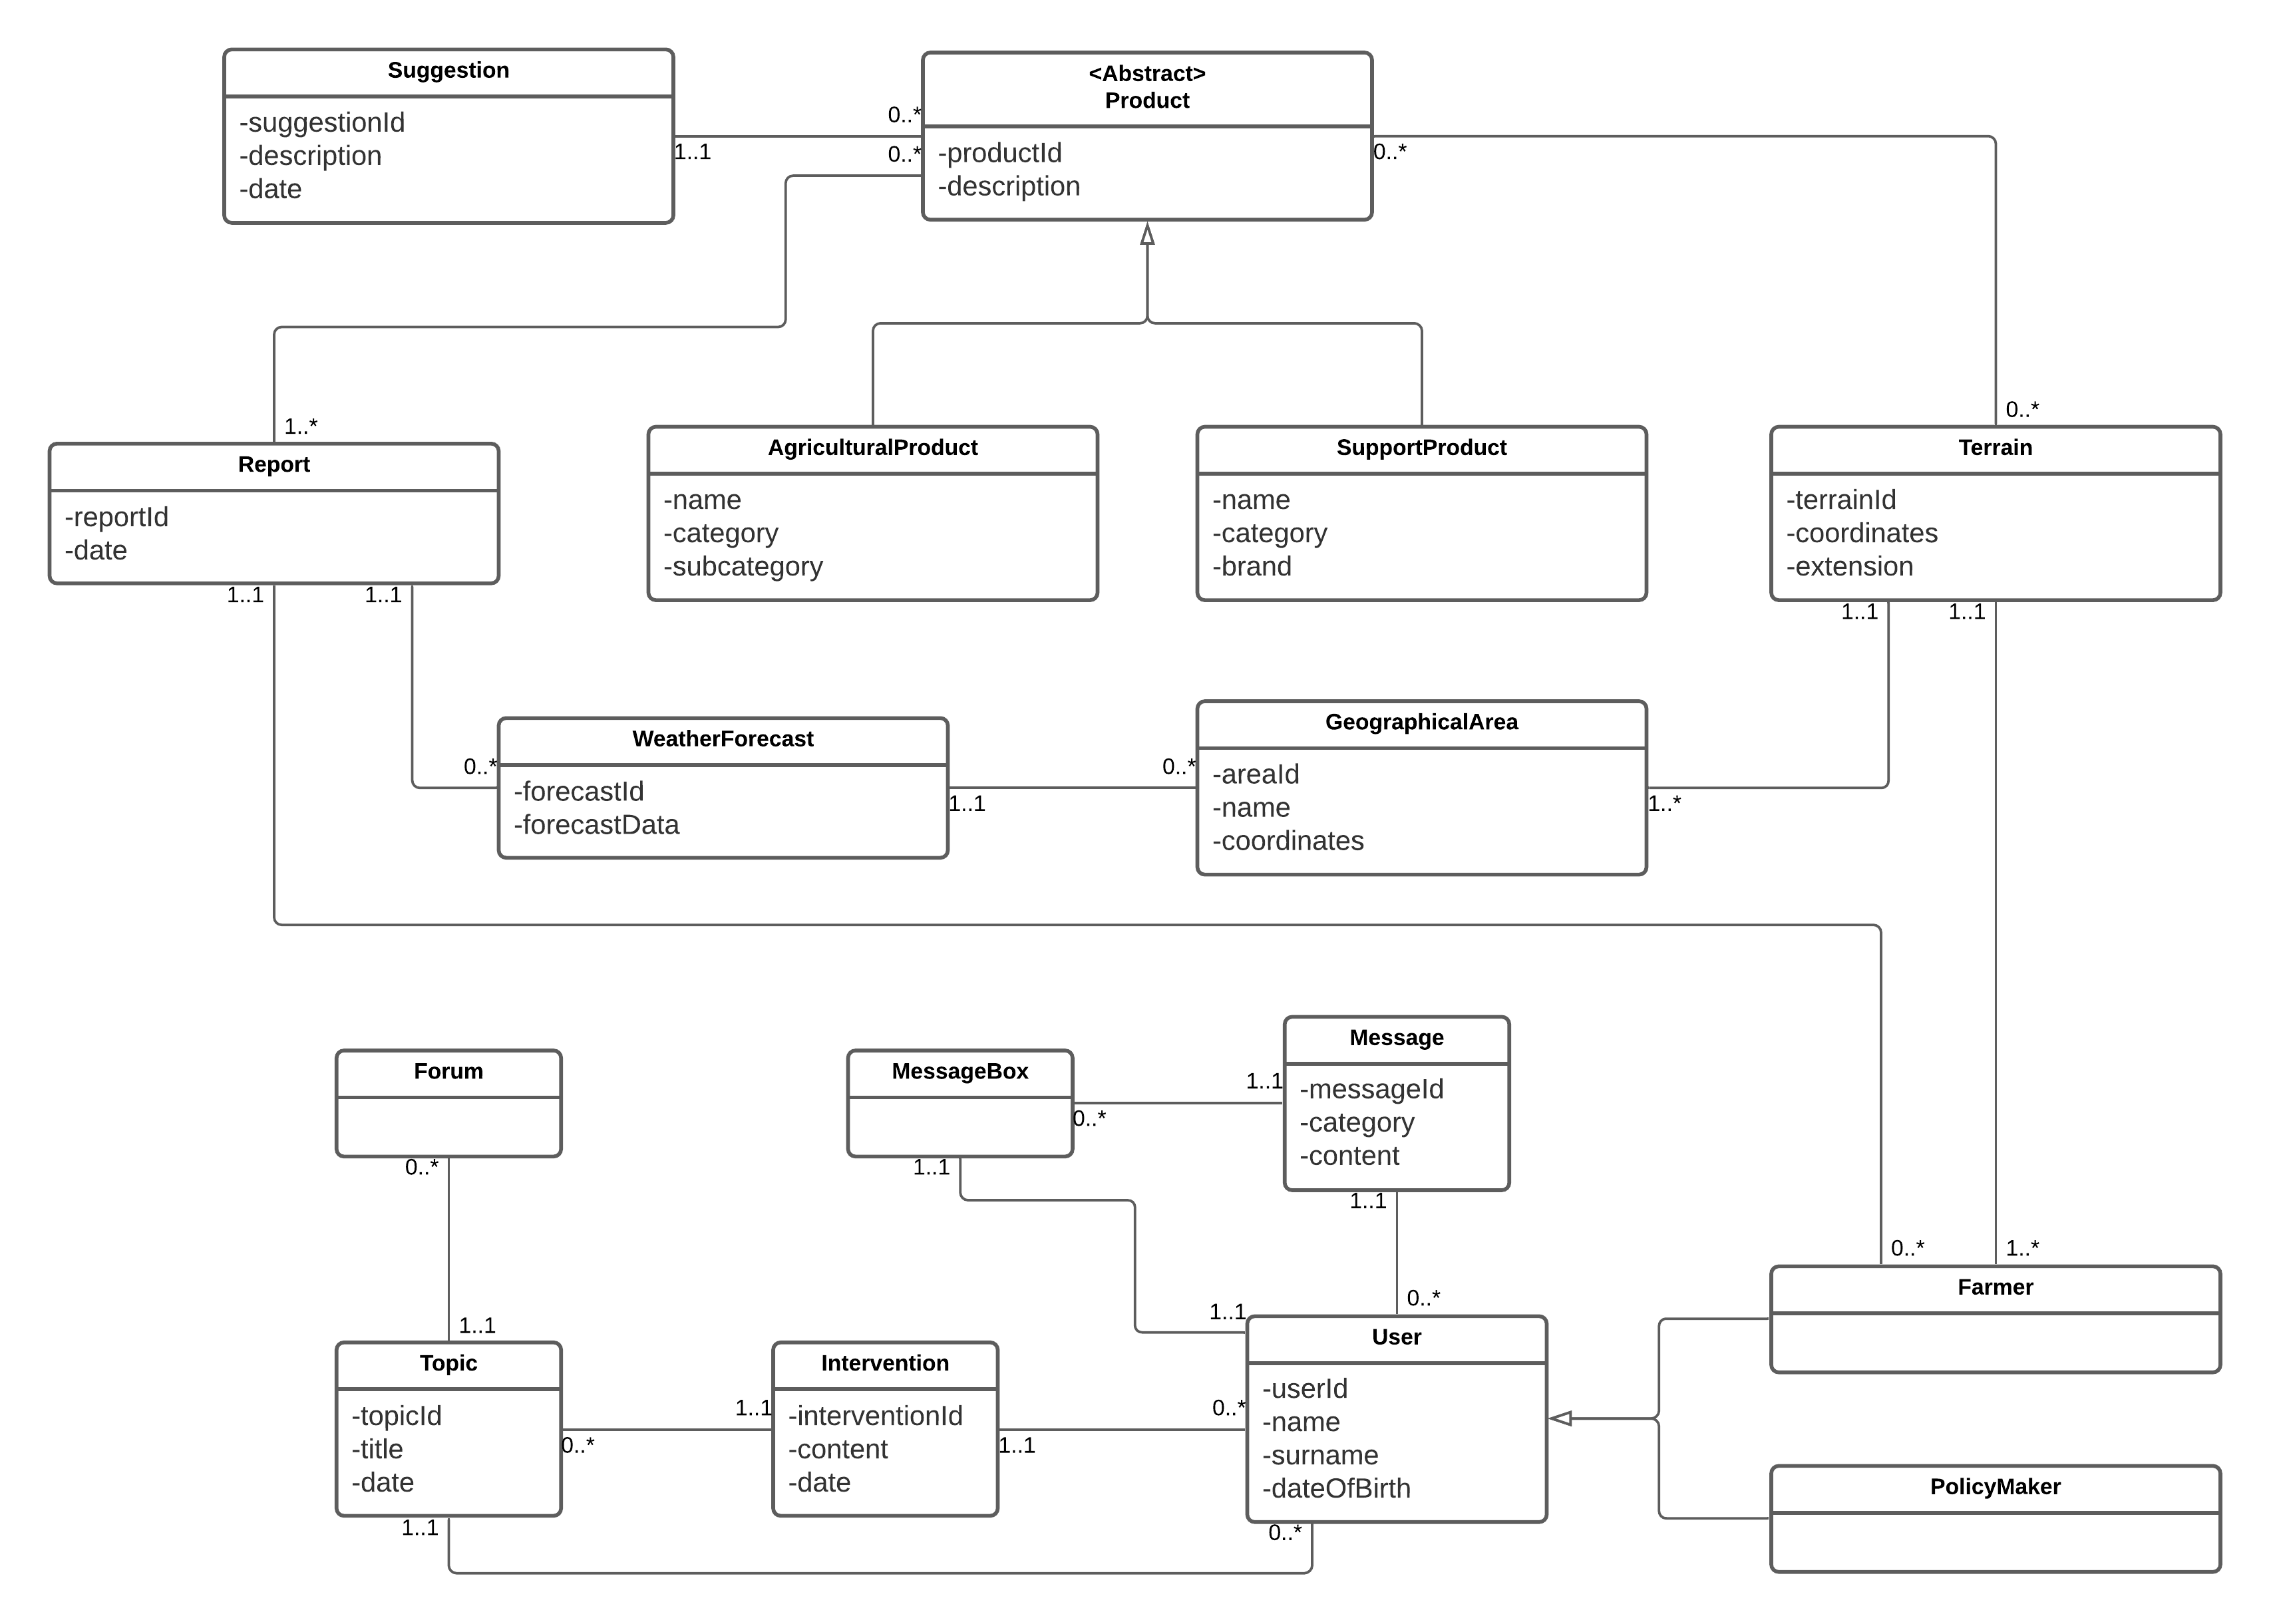 Suggestion
-suggestionId
-description
-date
<Abstract>
Product
-productId
-description
0..*
1..1
0..*
0..*
1..*
0..*
Report
-reportId
-date
AgriculturalProduct
-name
-category
-subcategory
SupportProduct
-name
-category
-brand
Terrain
-terrainId
-coordinates
-extension
1..1
1..1
1..1
1..1
WeatherForecast
-forecastId
-forecastData
GeographicalArea
-areaId
-name
-coordinates
0..*
1..1
0..*
1..*
Forum
MessageBox
Message
-messageId
-category
-content
1..1
0..*
0..*
1..1
1..1
0..*
1..*
1..1
1..1
0..*
Farmer
Topic
-topicId
-title
-date
Intervention
-interventionId
-content
-date
User
-userId
-name
-surname
-dateOfBirth
1..1
0..*
0..*
1..1
PolicyMaker
1..1
0..*